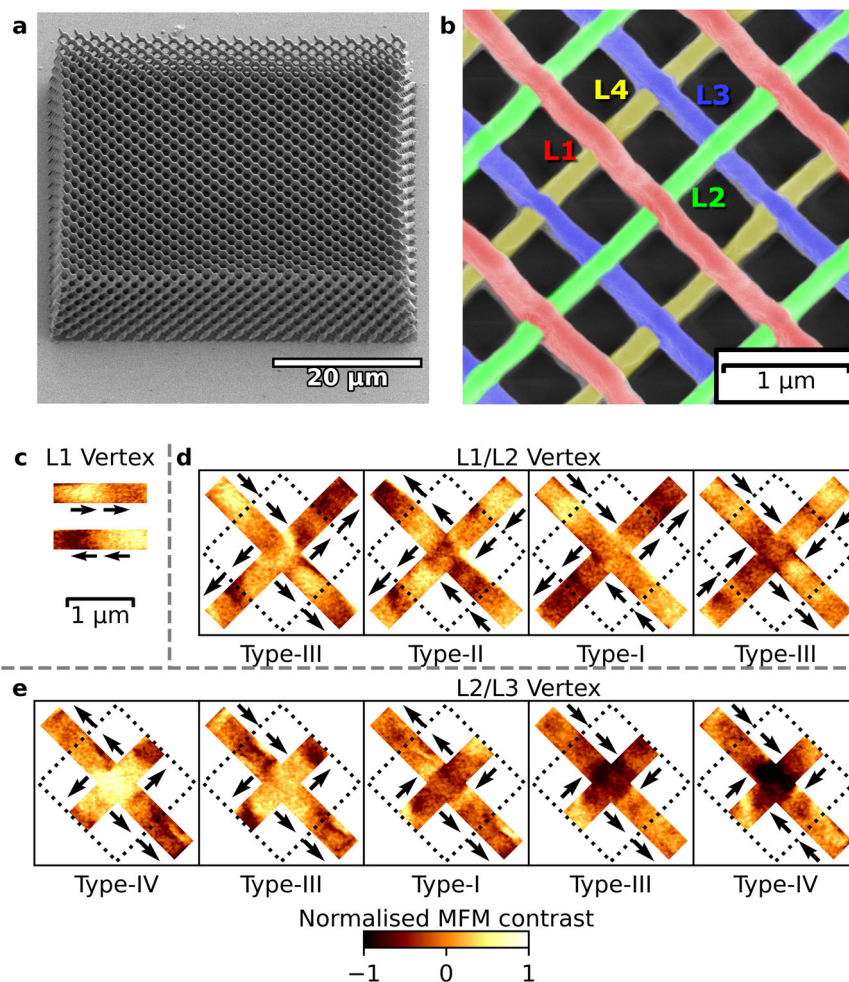 a
20 µm
b
L4
L3
L1
L2
1 µm
c
L1 Vertex
1 µm
d
L1/L2 Vertex
Type-III
Type-II
Type-I
Type-III
e
L2/L3 Vertex
Type-IV
Type-III
Type-I
Type-III
Type-IV
Normalised MFM contrast
−1
0
1